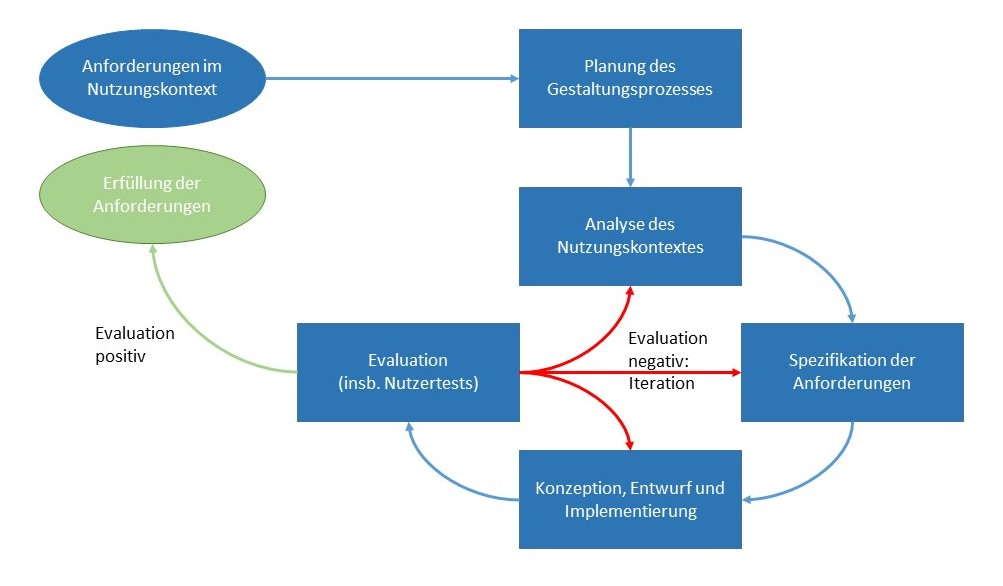 Anforderungen im
Nutzungskontext
Planung des
Gestaltungsprozesses
Erfüllung der
Anforderungen
Analyse des
Nutzungskontextes
Evaluation
positiv
Evaluation
(insb. Nutzertests)
Evaluation
negativ:
Iteration
Spezifikation der
Anforderungen
Konzeption, Entwurf und
Implementierung